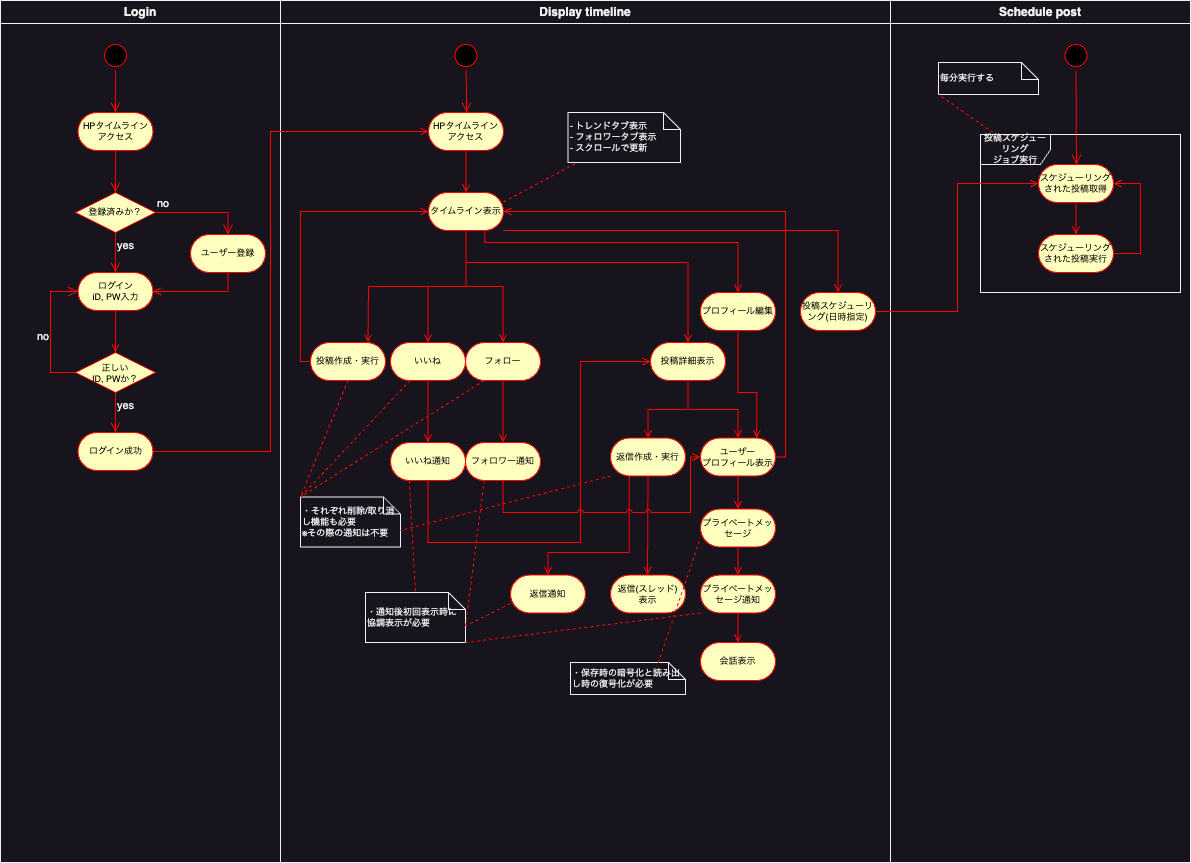 Login
Display timeline
Schedule post
HPタイムライン
アクセス
登録済みか？
no
yes
ユーザー登録
ログイン
iD, PW入力
no
正しい
iD, PWか？
yes
ログイン成功
HPタイムライン
アクセス
- トレンドタブ表示
- フォロワータブ表示
- スクロールで更新
タイムライン表示
プロフィール編集
投稿スケジューリ
ング(日時指定)
投稿作成・実行
いいね
フォロー
投稿詳細表示
いいね通知
フォロワー通知
返信作成・実行
ユーザー
プロフィール表示
・それぞれ削除/取り消
し機能も必要
※その際の通知は不要
プライベートメッ
セージ
返信通知
返信(スレッド)
表示
プライベートメッ
セージ通知
・通知後初回表示時に
協調表示が必要
会話表示
・保存時の暗号化と読み出
し時の復号化が必要
毎分実行する
投稿スケジュー
リング
ジョブ実行
スケジューリング
された投稿取得
スケジューリング
された投稿実行